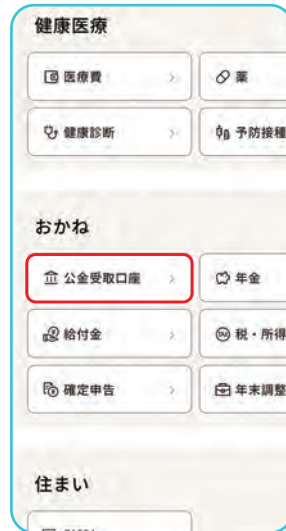 健康医療
医療費
薬
健康診断
予防接種
おかね
公金受取口座
年金
給付金
税・所得
確定申告
年末調整
住まい